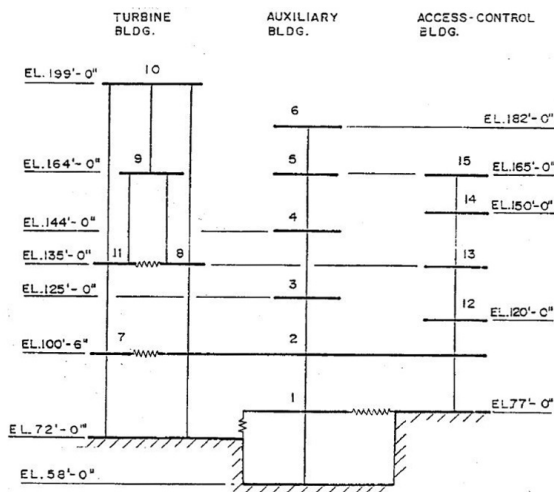 TURBINE
BLDG.
AUXILIARY
BLDG.
ACCESS-CONTROL
BLDG.
EL.199'-0"
10
6
EL.182'-0"
EL.164'-0"
9
5
15
EL.165'-0"
14
EL.150'-0"
EL.144'-0"
4
EL.135'-0"
11
8
13
EL.125'-0"
3
12
EL.120'-0"
EL.100'-6"
7
2
1
EL.77'-0"
EL.72'-0"
EL.58'-0"